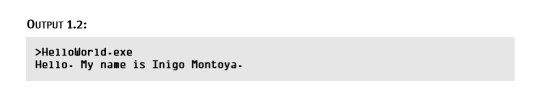 OUTPUT 1.2:
>HelloWorld.exe
Hello. My name is Inigo Montoya.